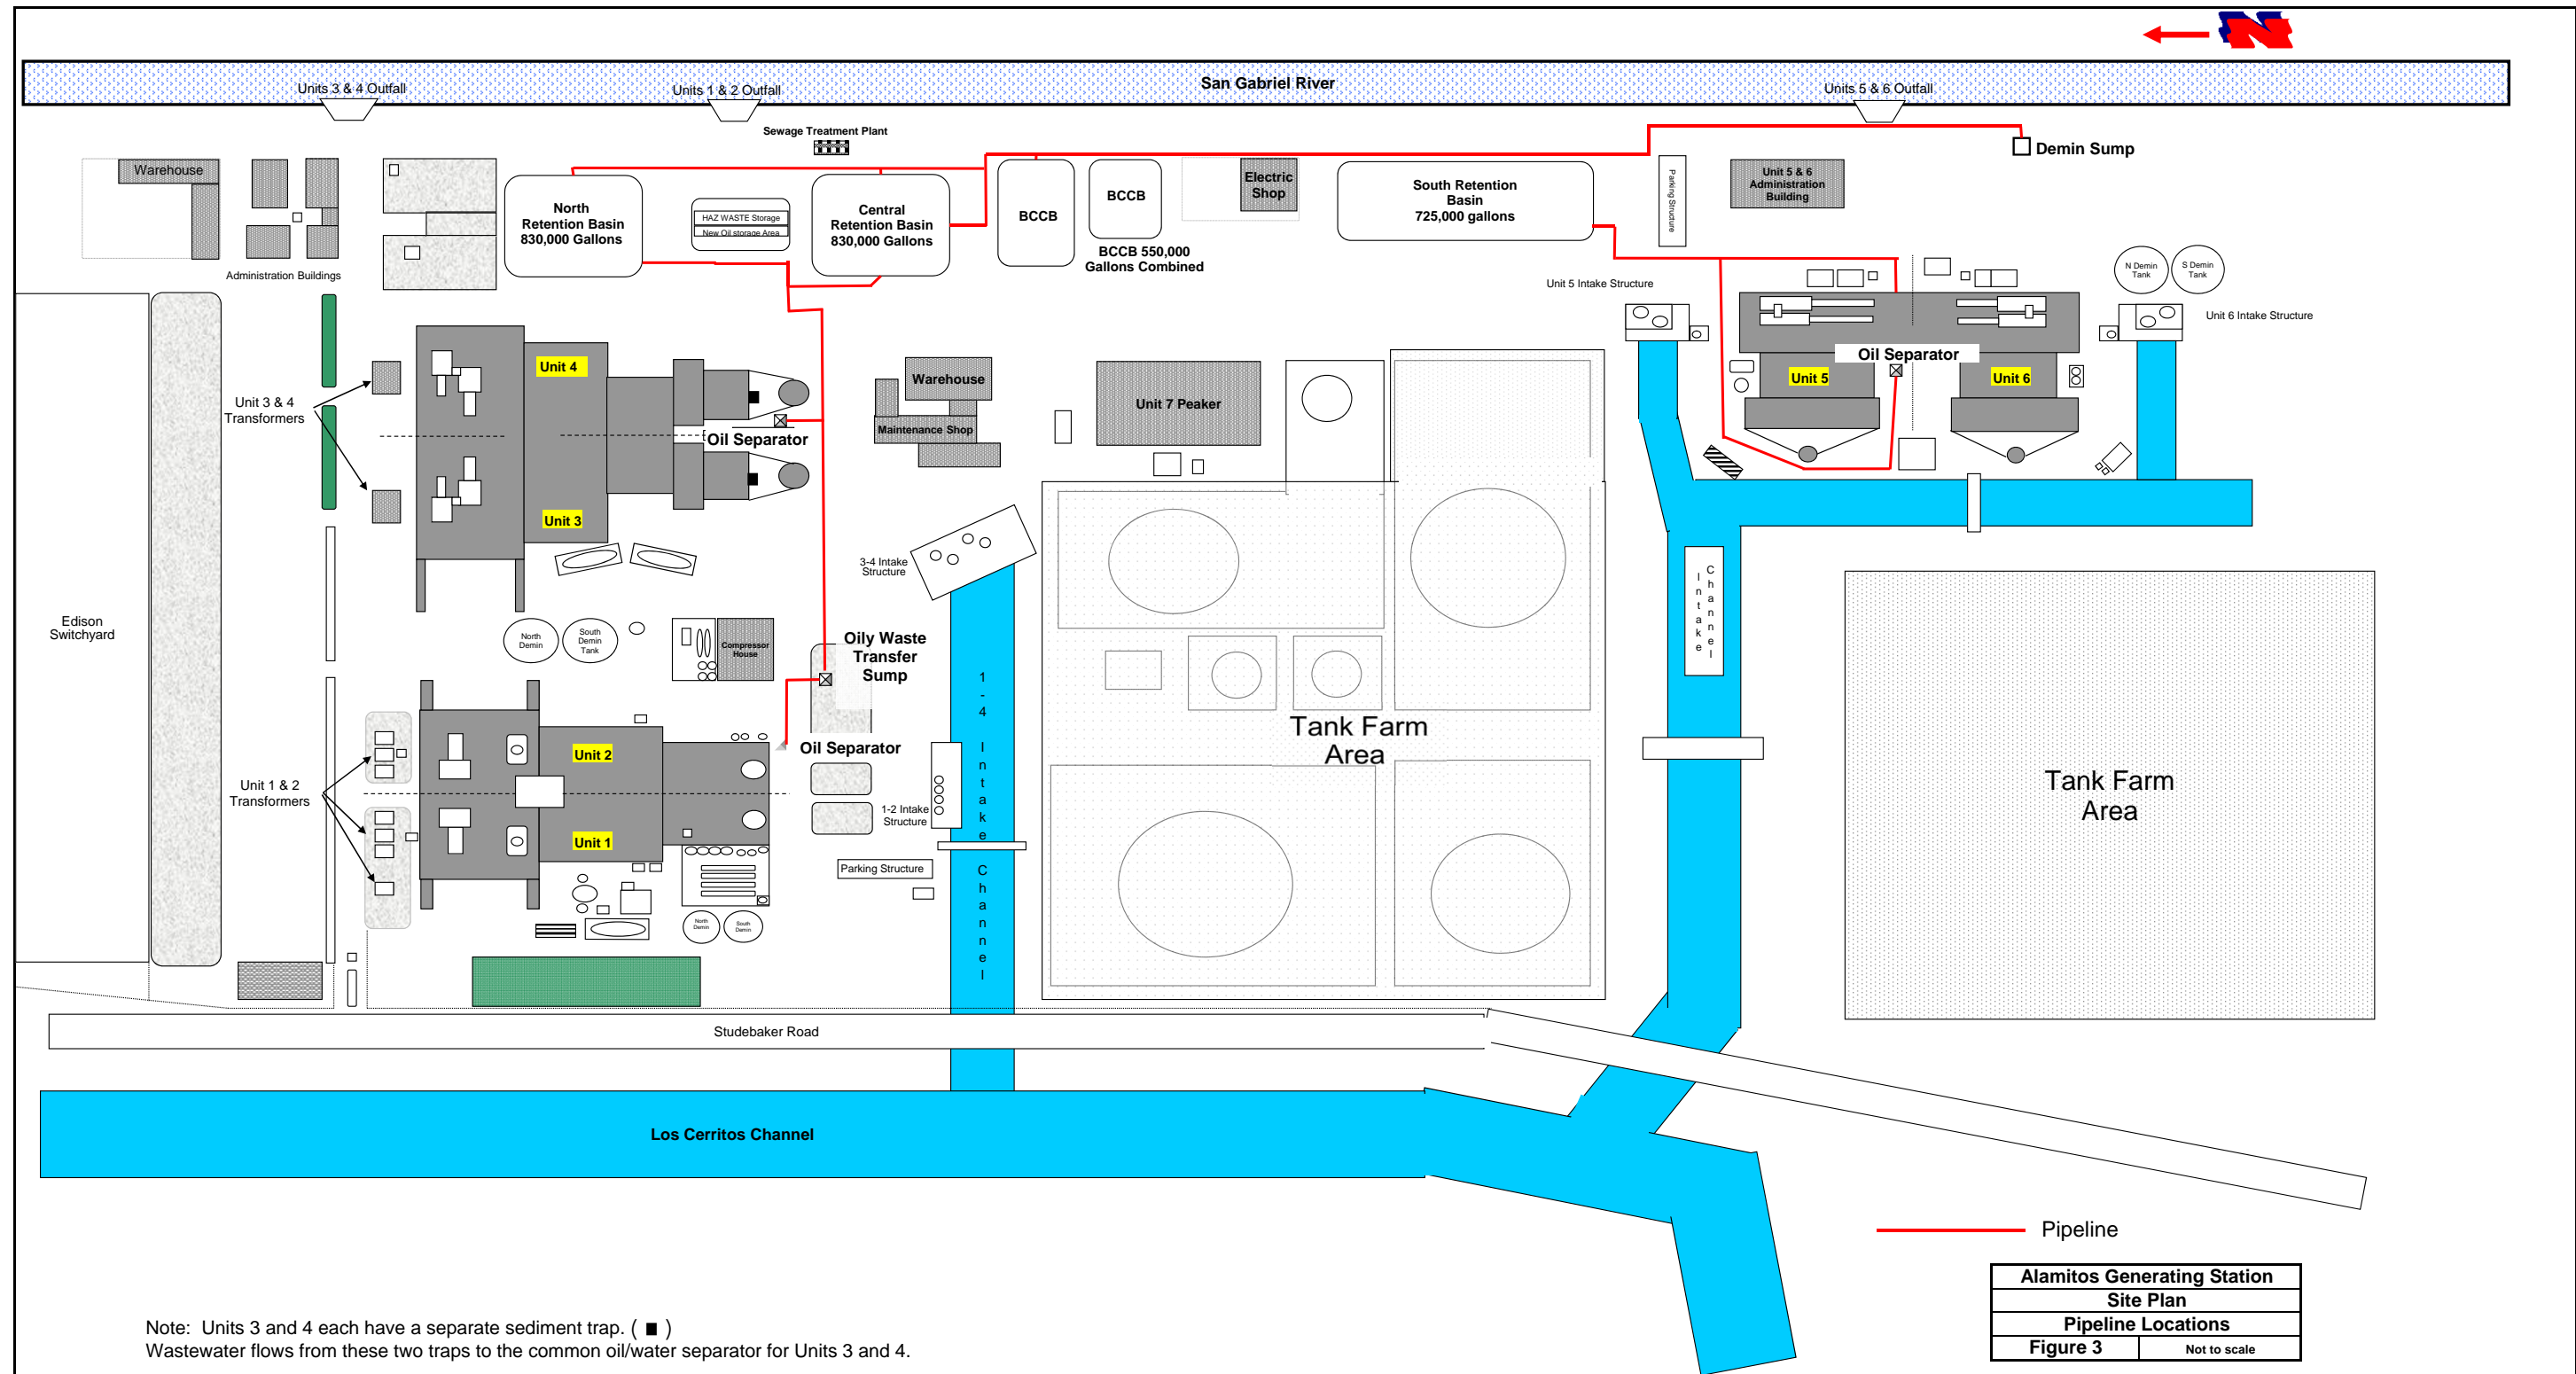 N
San Gabriel River
Units 3 & 4 Outfall
Units 1 & 2 Outfall
Units 5 & 6 Outfall
Sewage Treatment Plant
Demin Sump
Warehouse
Administration Buildings
North
Retention Basin
830,000 Gallons
HAZ WASTE Storage
New Oil storage Area
Central
Retention Basin
830,000 Gallons
BCCB
BCCB
BCCB 550,000
Gallons Combined
Electric
Shop
South Retention
Basin
725,000 gallons
Parking Structure
Unit 5 & 6
Administration
Building
N Demin
Tank
S Demin
Tank
Unit 5 Intake Structure
Unit 6 Intake Structure
Oil Separator
Unit 5
Unit 6
Unit 3 & 4
Transformers
Unit 4
Unit 3
Oil Separator
Warehouse
Maintenance Shop
Unit 7 Peaker
3-4 Intake
Structure
Intake
Channel
Edison
Switchyard
North
Demin
South
Demin
Tank
Compressor
House
Oily Waste
Transfer
Sump
Oil Separator
Unit 1 & 2
Transformers
Unit 2
Unit 1
1-2 Intake
Structure
Parking Structure
1-4 Intake Channel
North
Demin
South
Demin
Tank Farm
Area
Tank Farm
Area
Studebaker Road
Los Cerritos Channel
Pipeline
Alamitos Generating Station
Site Plan
Pipeline Locations
Figure 3
Not to scale
Note: Units 3 and 4 each have a separate sediment trap. ( ■ )
Wastewater flows from these two traps to the common oil/water separator for Units 3 and 4.